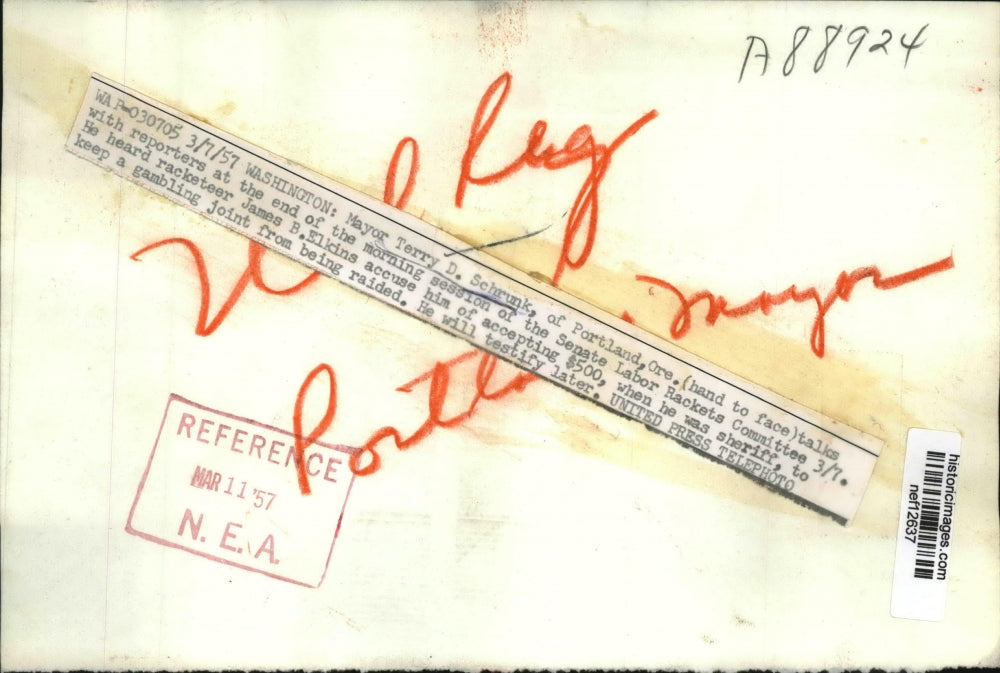 A88924
WAP-030705 3/7/57 WASHINGTON: Mayor Terry D. Schrunk, of Portland,Ore.(hand to face)talks
with reporters at the end of the morning session of the Senate Labor Rackets Committee 3/7.
He heard racketeer James B.Elkins accuse him of accepting $500, when he was sheriff, to
keep a gambling joint from being raided. He will testify later. UNITED PRESS TELEPHOTO
Reg
Mayor
REFERENCE
MAR 11 '57
N. E. A.
historicimages.com
nef12637